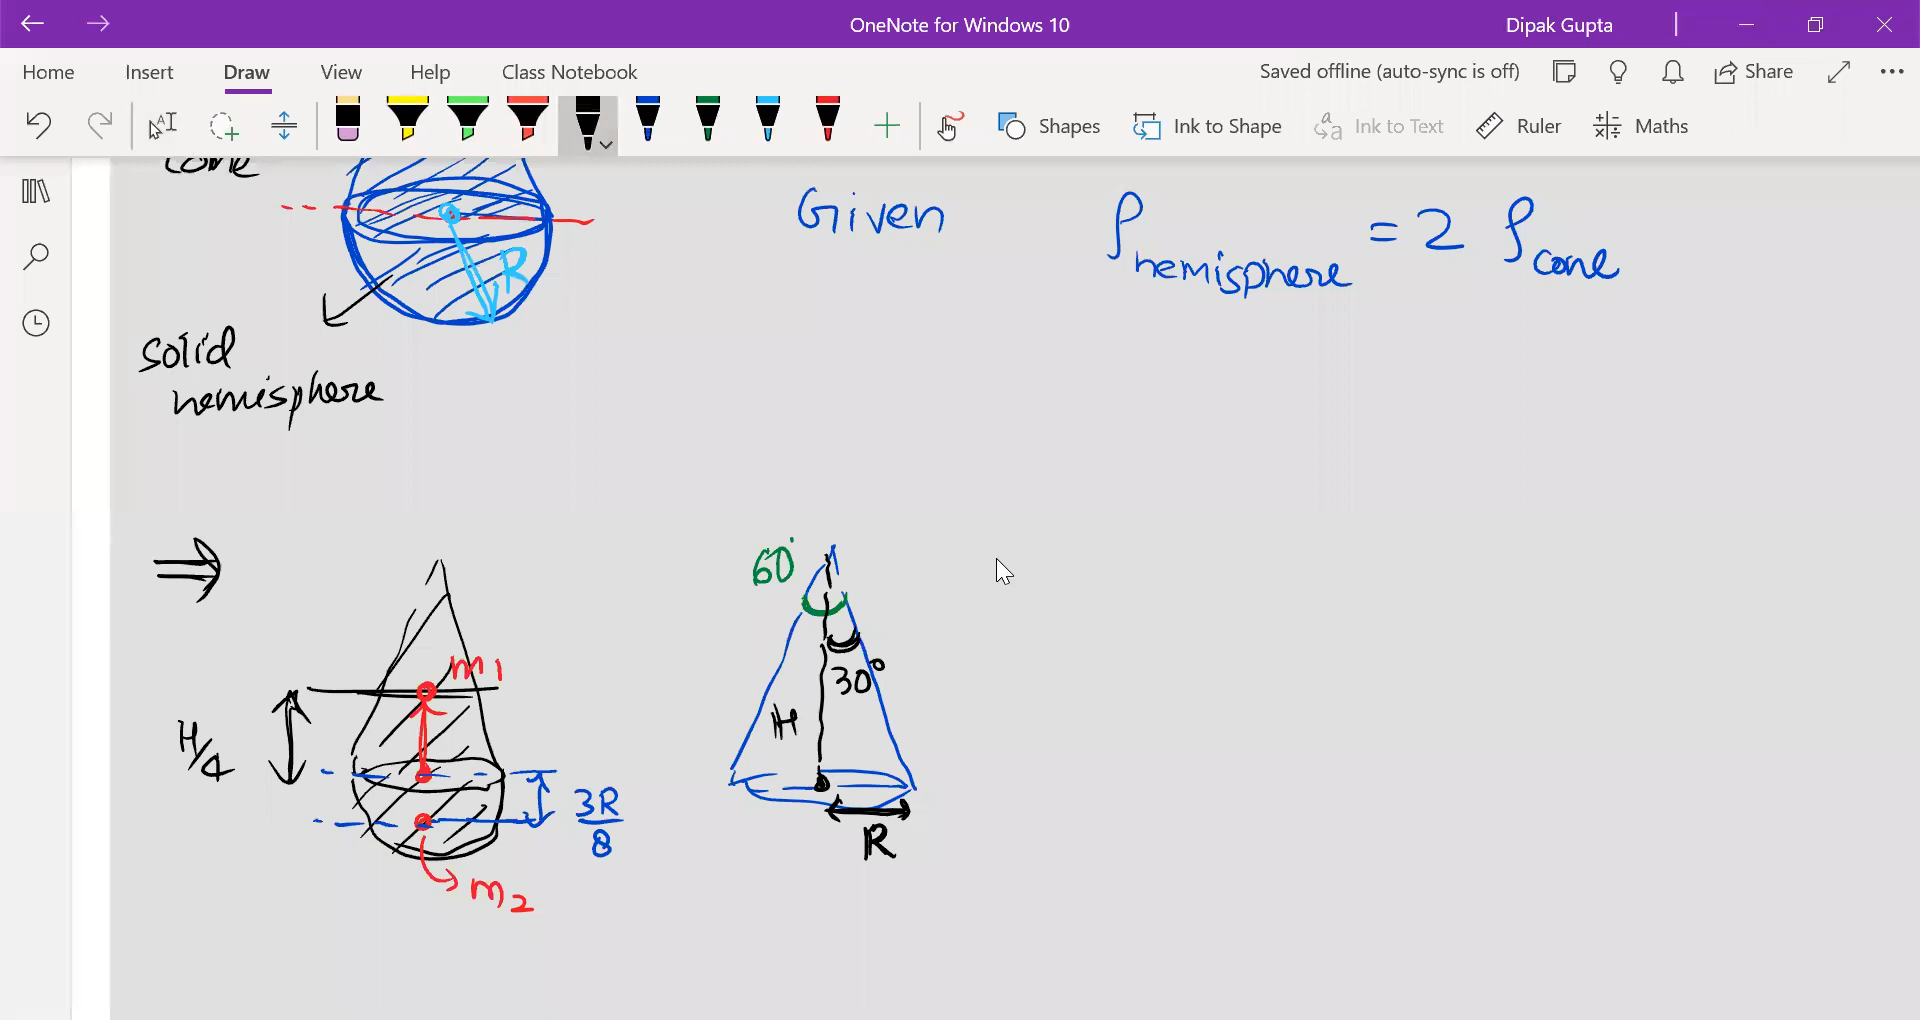 OneNote for Windows 10
Dipak Gupta
Home Insert Draw View Help Class Notebook
Saved offline (auto-sync is off) Share
Shapes Ink to Shape Ink to Text Ruler Maths
cone
R
Given ρhemisphere = 2 ρcone
solid
hemisphere
⇒
60°
m1
30°
H/4
H
3R/8
R
m2